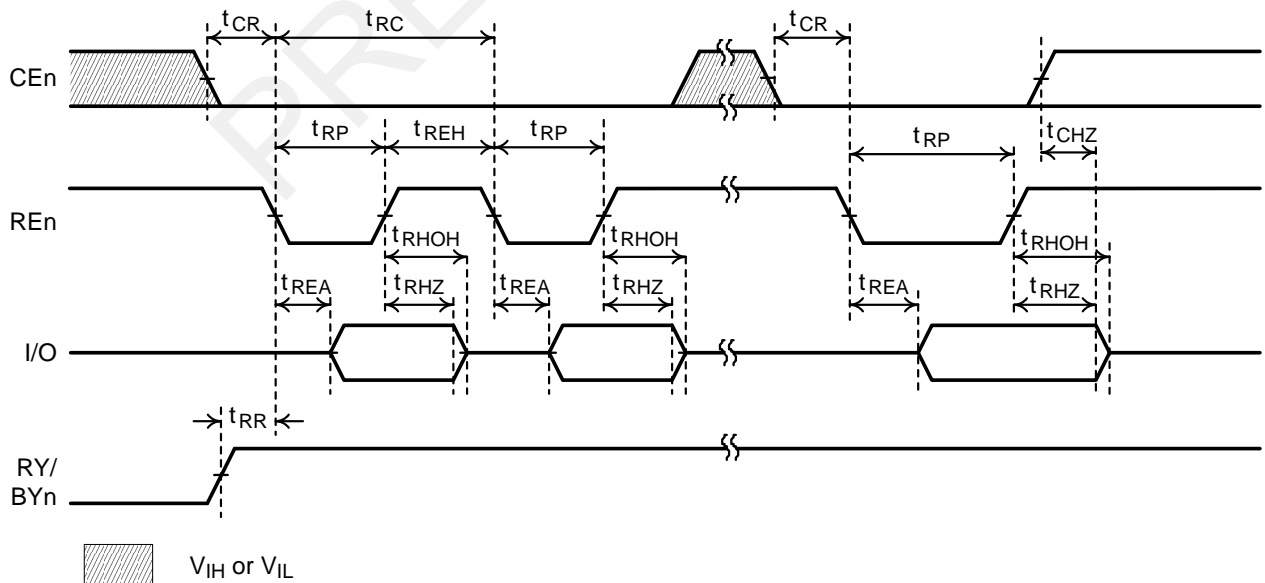 tCR tRC tCR
CEn
tRP tREH tRP tCHZ
tRP
REn
tRHOH tRHOH tRHOH
tREA tRHZ tREA tRHZ tREA tRHZ
I/O
tRR
RY/
BYn
VIH or VIL
PRE